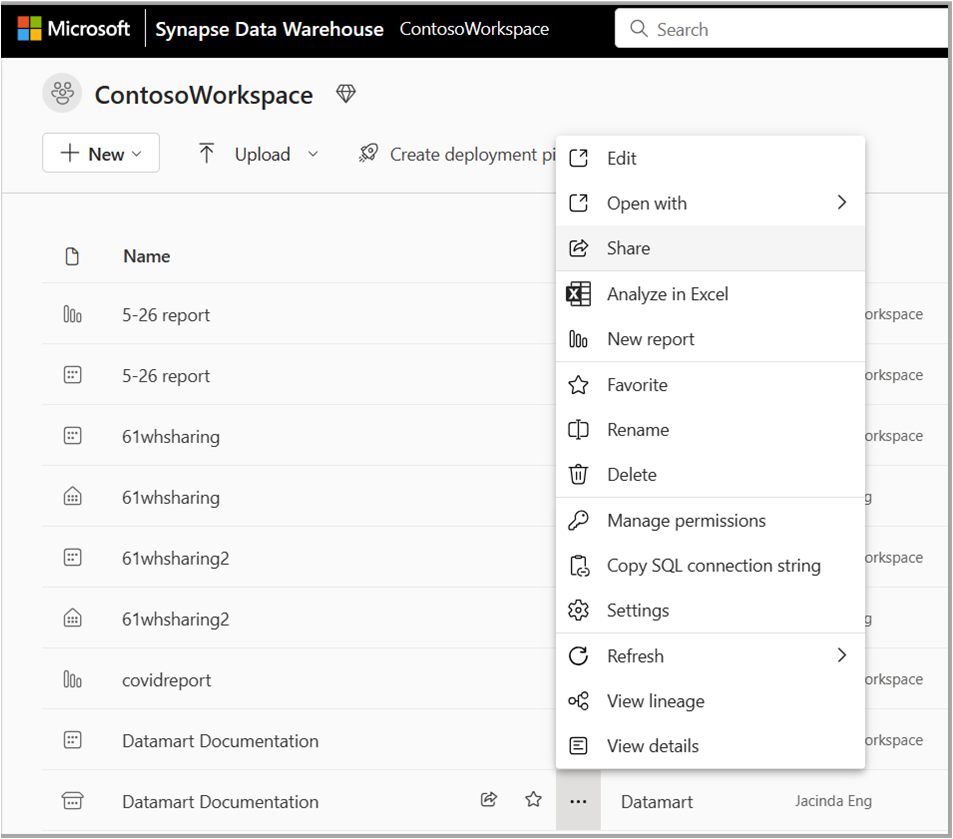 Microsoft Synapse Data Warehouse ContosoWorkspace Search
ContosoWorkspace
New Upload Create deployment pi
Edit
Open with
Share
Analyze in Excel
New report
Favorite
Rename
Delete
Manage permissions
Copy SQL connection string
Settings
Refresh
View lineage
View details
Name
5-26 report orkspace
5-26 report orkspace
61whsharing orkspace
61whsharing g
61whsharing2 orkspace
61whsharing2 g
covidreport orkspace
Datamart Documentation orkspace
Datamart Documentation Datamart Jacinda Eng